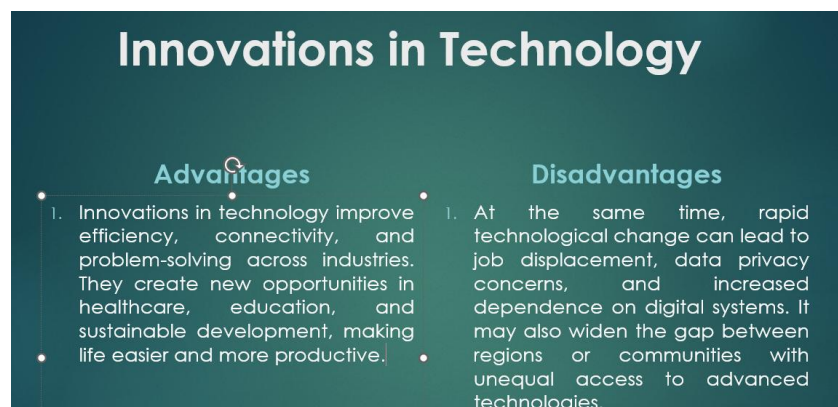 Innovations in Technology
Advantages
1. Innovations in technology improve
efficiency, connectivity, and
problem-solving across industries.
They create new opportunities in
healthcare, education, and
sustainable development, making
life easier and more productive.
Disadvantages
1. At the same time, rapid
technological change can lead to
job displacement, data privacy
concerns, and increased
dependence on digital systems. It
may also widen the gap between
regions or communities with
unequal access to advanced
technologies.